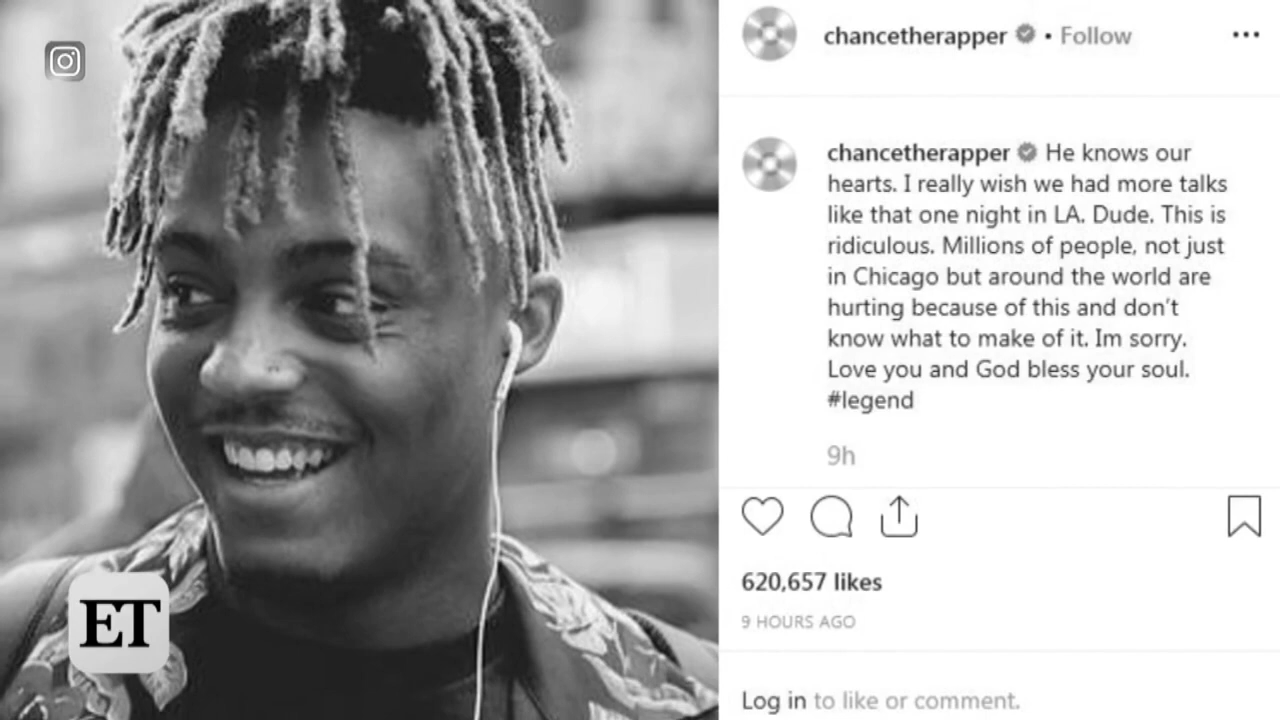 chancetherapper • Follow
chancetherapper He knows our
hearts. I really wish we had more talks
like that one night in LA. Dude. This is
ridiculous. Millions of people, not just
in Chicago but around the world are
hurting because of this and don't
know what to make of it. Im sorry.
Love you and God bless your soul.
#legend
9h
620,657 likes
9 HOURS AGO
Log in to like or comment.
ET